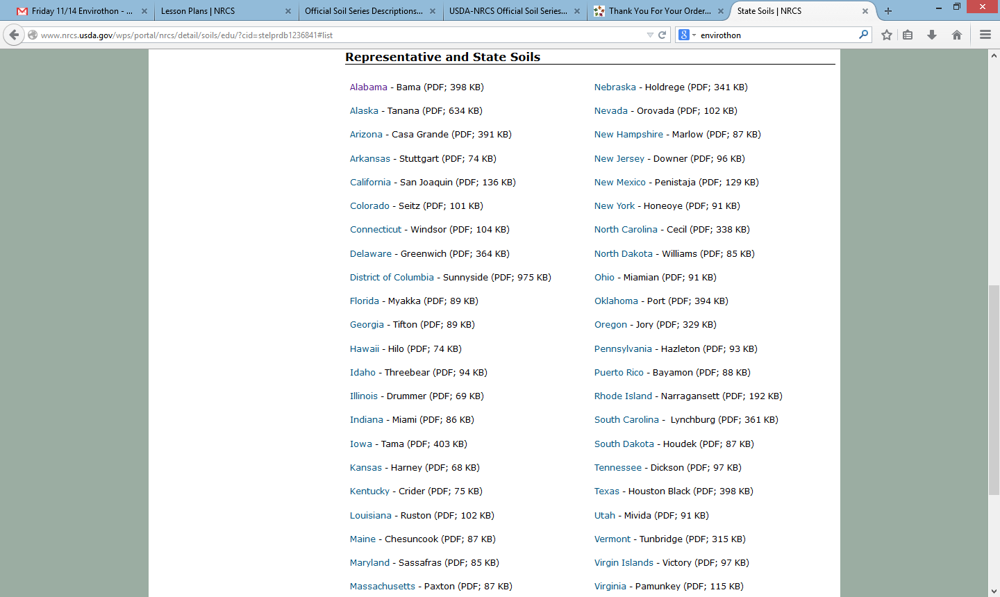 Friday 11/14 Envirothon - ...
Lesson Plans | NRCS
Official Soil Series Descriptions...
USDA-NRCS Official Soil Series...
Thank You For Your Order...
State Soils | NRCS
www.nrcs.usda.gov/wps/portal/nrcs/detail/soils/edu/?cid=stelprdb1236841#list
envirothon
Representative and State Soils
Alabama - Bama (PDF; 398 KB)
Alaska - Tanana (PDF; 634 KB)
Arizona - Casa Grande (PDF; 391 KB)
Arkansas - Stuttgart (PDF; 74 KB)
California - San Joaquin (PDF; 136 KB)
Colorado - Seitz (PDF; 101 KB)
Connecticut - Windsor (PDF; 104 KB)
Delaware - Greenwich (PDF; 364 KB)
District of Columbia - Sunnyside (PDF; 975 KB)
Florida - Myakka (PDF; 89 KB)
Georgia - Tifton (PDF; 89 KB)
Hawaii - Hilo (PDF; 74 KB)
Idaho - Threebear (PDF; 94 KB)
Illinois - Drummer (PDF; 69 KB)
Indiana - Miami (PDF; 86 KB)
Iowa - Tama (PDF; 403 KB)
Kansas - Harney (PDF; 68 KB)
Kentucky - Crider (PDF; 75 KB)
Louisiana - Ruston (PDF; 102 KB)
Maine - Chesuncook (PDF; 87 KB)
Maryland - Sassafras (PDF; 85 KB)
Massachusetts - Paxton (PDF; 87 KB)
Nebraska - Holdrege (PDF; 341 KB)
Nevada - Orovada (PDF; 102 KB)
New Hampshire - Marlow (PDF; 87 KB)
New Jersey - Downer (PDF; 96 KB)
New Mexico - Penistaja (PDF; 129 KB)
New York - Honeoye (PDF; 91 KB)
North Carolina - Cecil (PDF; 338 KB)
North Dakota - Williams (PDF; 85 KB)
Ohio - Miamian (PDF; 91 KB)
Oklahoma - Port (PDF; 394 KB)
Oregon - Jory (PDF; 329 KB)
Pennsylvania - Hazleton (PDF; 93 KB)
Puerto Rico - Bayamon (PDF; 88 KB)
Rhode Island - Narragansett (PDF; 192 KB)
South Carolina -  Lynchburg (PDF; 361 KB)
South Dakota - Houdek (PDF; 87 KB)
Tennessee - Dickson (PDF; 97 KB)
Texas - Houston Black (PDF; 398 KB)
Utah - Mivida (PDF; 91 KB)
Vermont - Tunbridge (PDF; 315 KB)
Virgin Islands - Victory (PDF; 97 KB)
Virginia - Pamunkey (PDF; 115 KB)